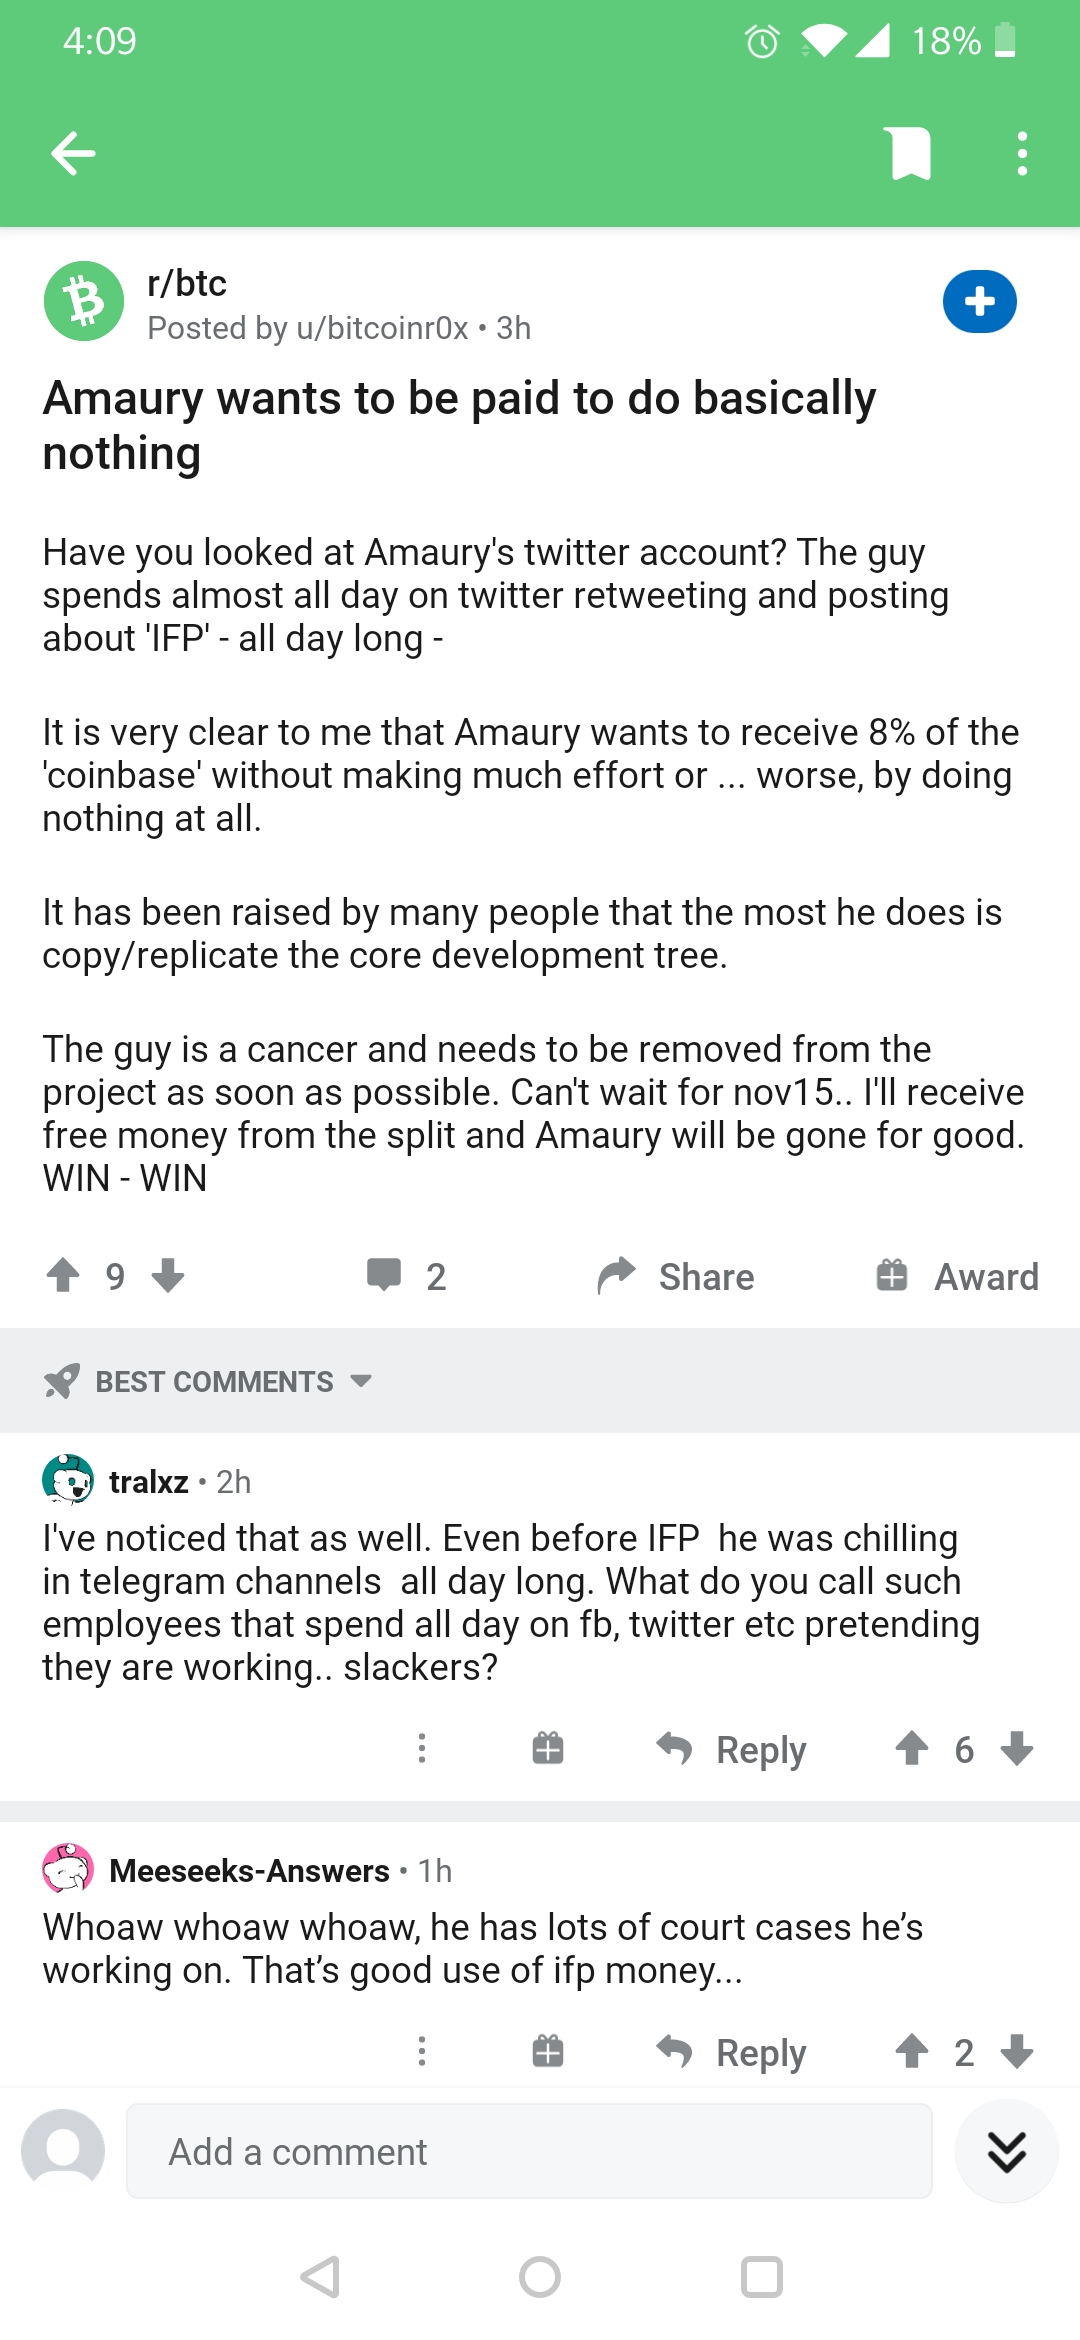 4:09
18%
r/btc
Posted by u/bitcoinr0x • 3h
Amaury wants to be paid to do basically
nothing
Have you looked at Amaury's twitter account? The guy
spends almost all day on twitter retweeting and posting
about 'IFP' - all day long -
It is very clear to me that Amaury wants to receive 8% of the
'coinbase' without making much effort or ... worse, by doing
nothing at all.
It has been raised by many people that the most he does is
copy/replicate the core development tree.
The guy is a cancer and needs to be removed from the
project as soon as possible. Can't wait for nov15.. I'll receive
free money from the split and Amaury will be gone for good.
WIN - WIN
9 2 Share Award
BEST COMMENTS
tralxz • 2h
I've noticed that as well. Even before IFP  he was chilling
in telegram channels  all day long. What do you call such
employees that spend all day on fb, twitter etc pretending
they are working.. slackers?
Reply 6
Meeseeks-Answers • 1h
Whoaw whoaw whoaw, he has lots of court cases he’s
working on. That’s good use of ifp money...
Reply 2
Add a comment